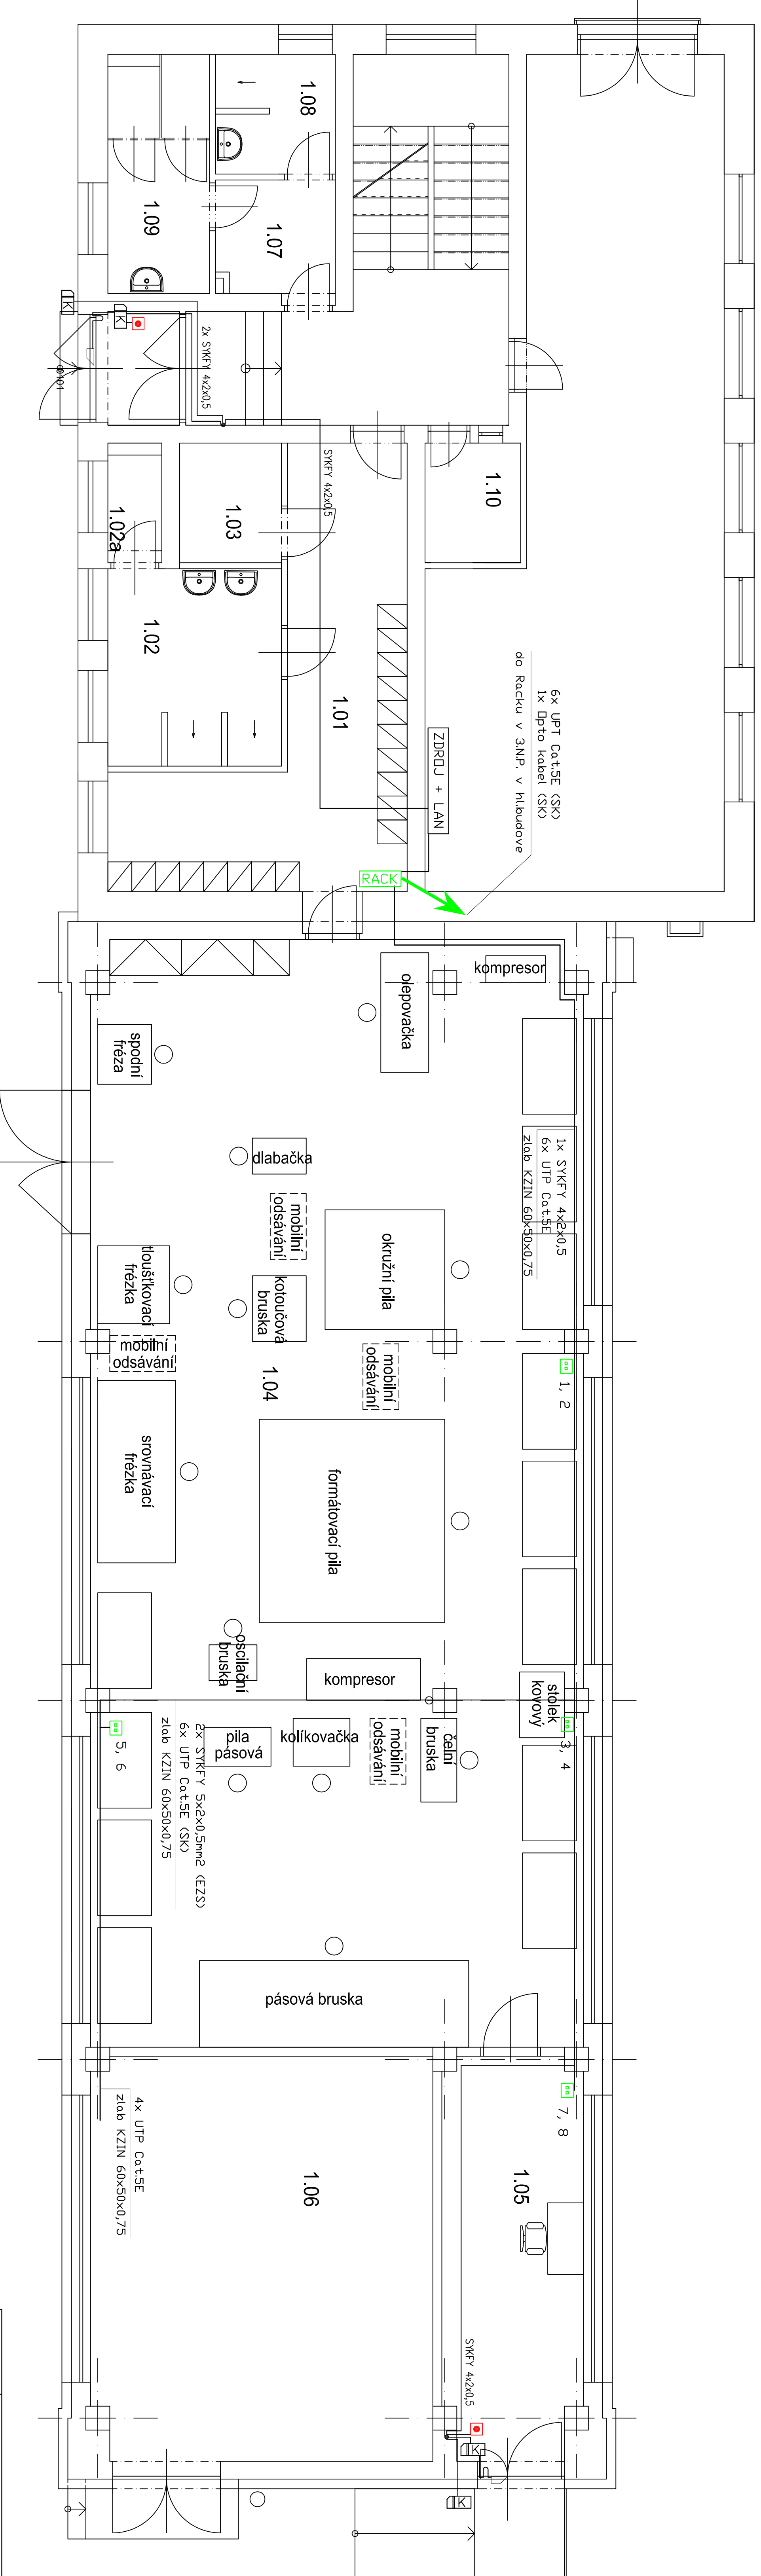 1.08
1.09
1.07
K
K
2x SYKFY 4x2x0,5
SYKFY 4x2x0,5
1.10
1.03
1.02a
1.02
1.01
6x UPT Cat.5E (SK)
1x Opto kabel (SK)
do Racku v 3.N.P. v hl.budove
ZDROJ + LAN
RACK
kompresor
olepovačka
spodní
fréza
dlabačka
mobilní
odsávání
okružní pila
1x SYKFY 4x2x0,5
6x UTP Cat.5E
zlab KZIN 60x50x0,75
tloušťkovací
frézka
kotoučová
bruska
mobilní
odsávání
mobilní
odsávání
1.04
1, 2
srovnávací
frézka
formátovací pila
oscilační
bruska
kompresor
stolek
kovový
3, 4
5, 6
2x SYKFY 5x2x0,5mm2 (EZS)
6x UTP Cat.5E (SK)
zlab KZIN 60x50x0,75
pila
pásová
kolíkovačka
mobilní
odsávání
čelní
bruska
pásová bruska
7, 8
4x UTP Cat.5E
zlab KZIN 60x50x0,75
1.06
1.05
SYKFY 4x2x0,5
K
K